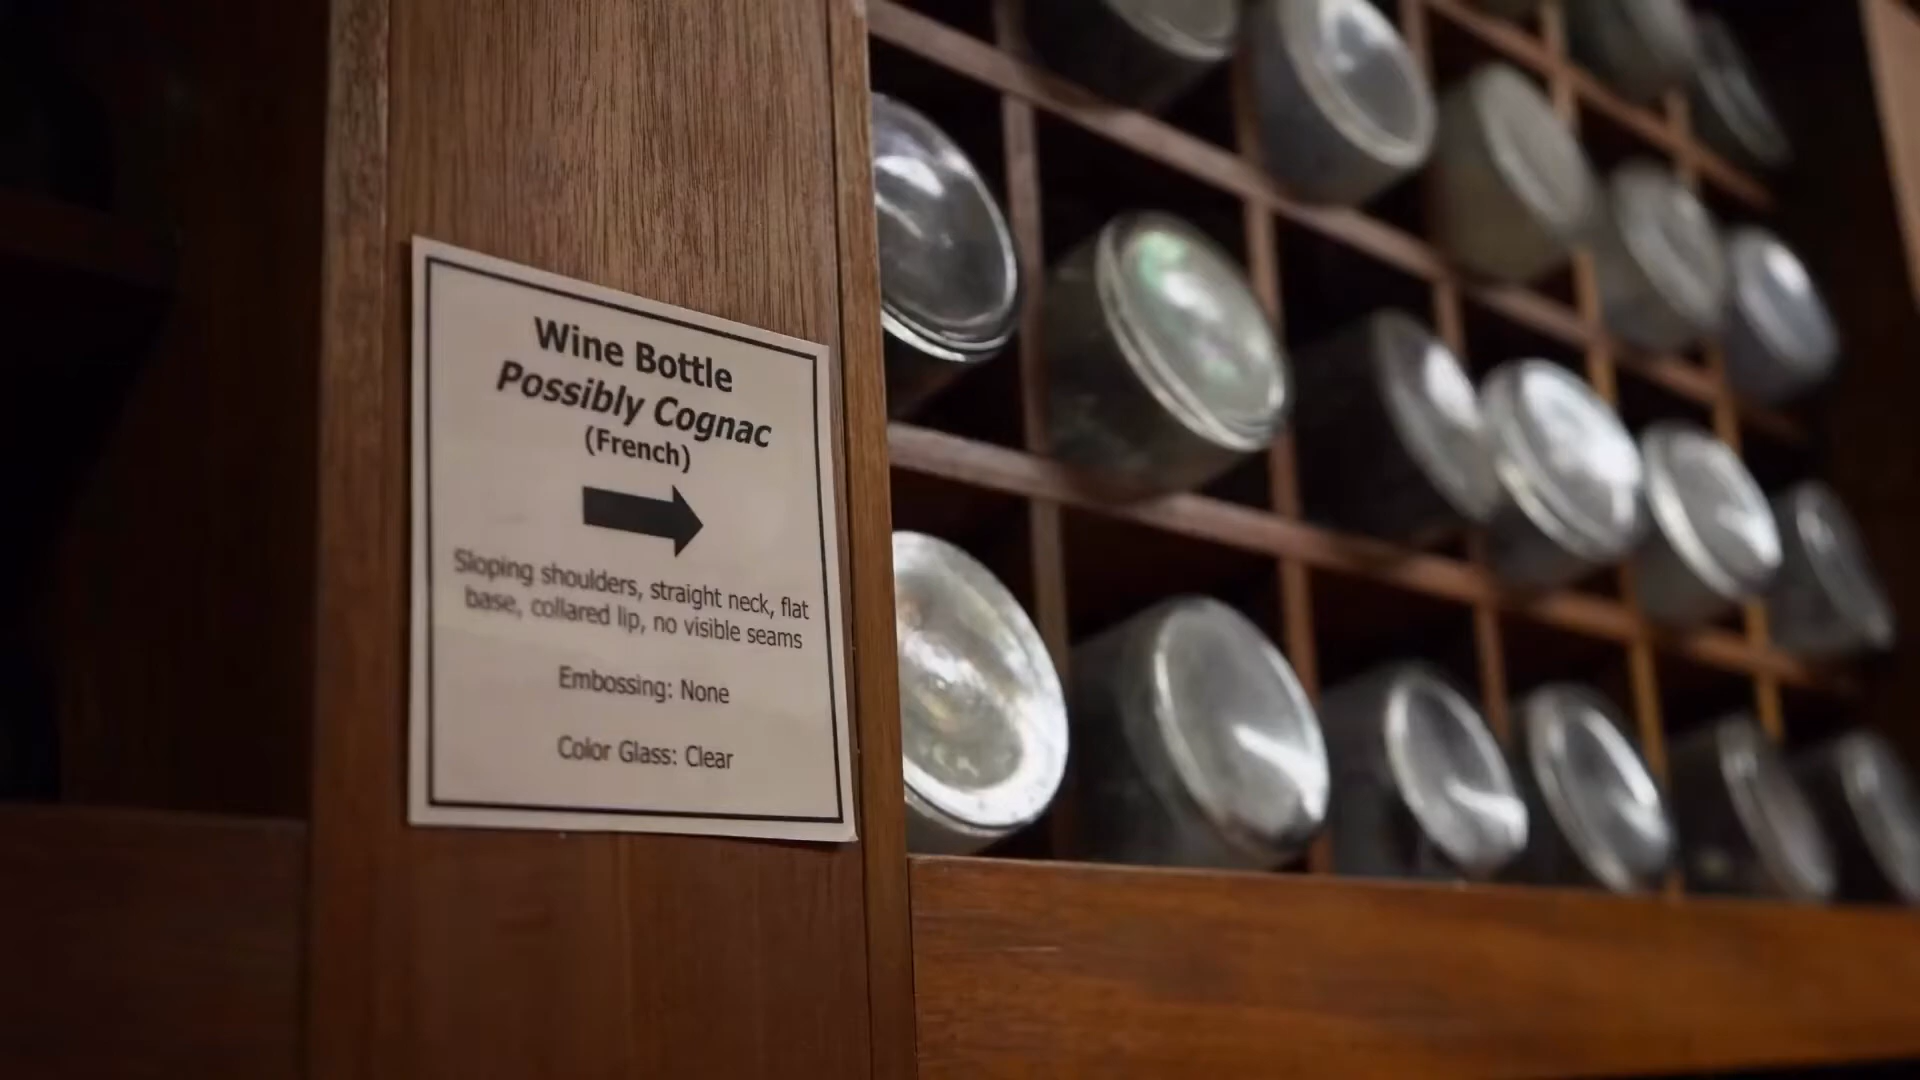 Wine Bottle
Possibly Cognac
(French)
Sloping shoulders, straight neck, flat
base, collared lip, no visible seams
Embossing: None
Color Glass: Clear